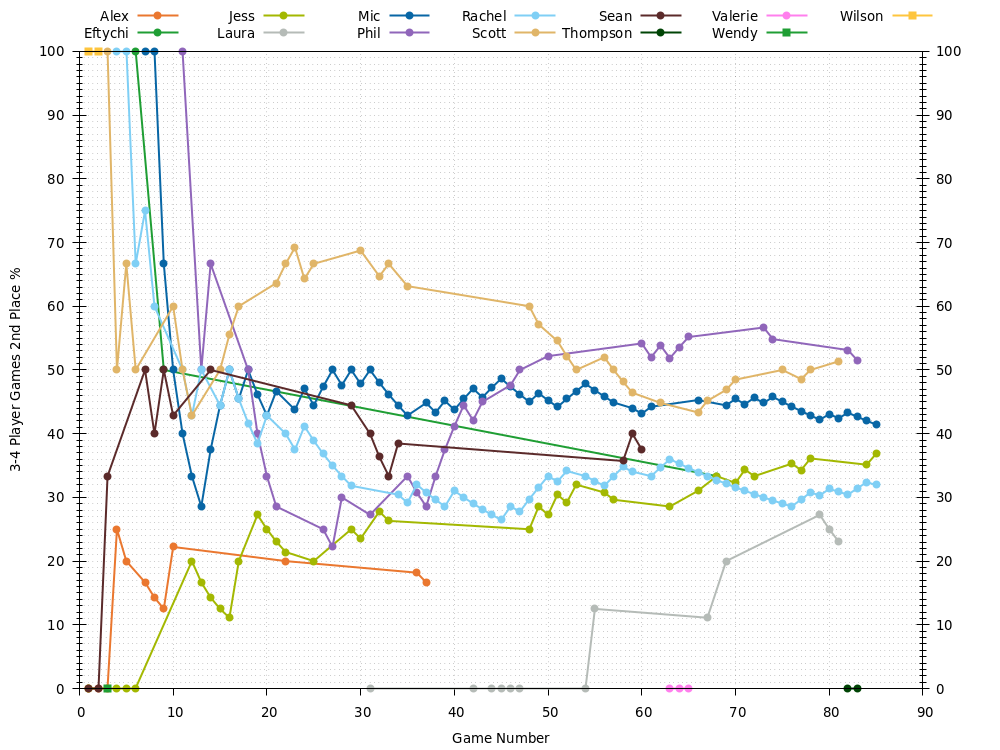 Alex Jess Mic Rachel Sean Valerie Wilson
Eftychi Laura Phil Scott Thompson Wendy
100 100
90 90
80 80
70 70
60 60
50 50
40 40
30 30
20 20
10 10
0 0
0 10 20 30 40 50 60 70 80 90
3-4 Player Games 2nd Place %
Game Number